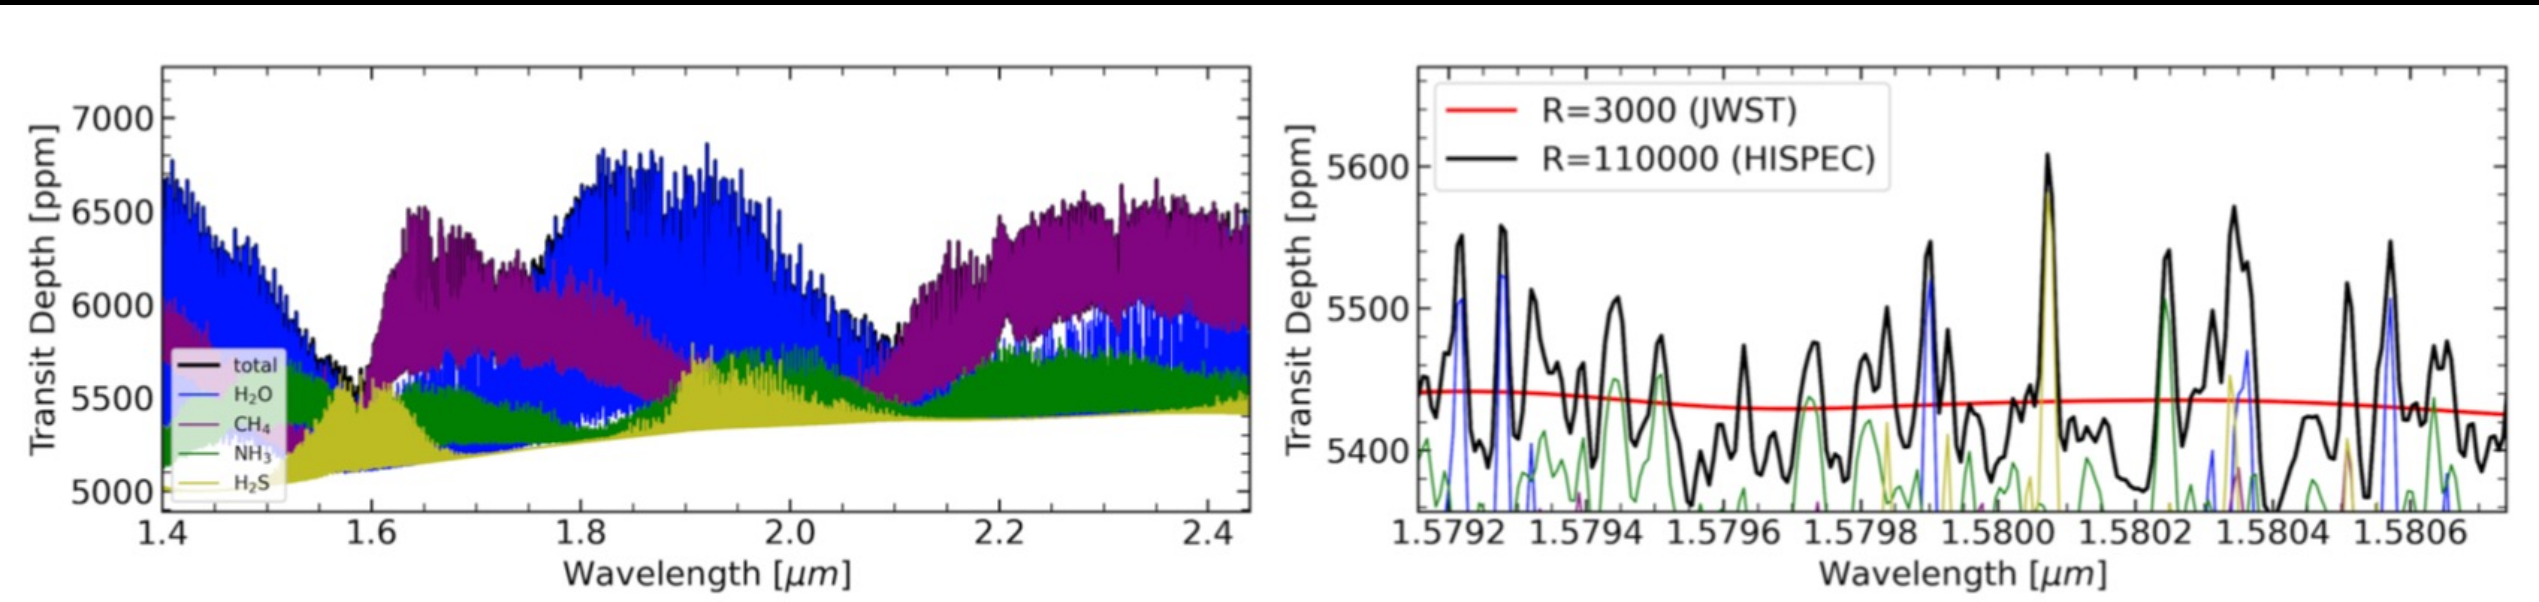 7000
6500
6000
5500
5000
Transit Depth [ppm]
total
H₂O
CH₄
NH₃
H₂S
1.4 1.6 1.8 2.0 2.2 2.4
Wavelength [μm]
R=3000 (JWST)
R=110000 (HISPEC)
5600
5500
5400
Transit Depth [ppm]
1.5792 1.5794 1.5796 1.5798 1.5800 1.5802 1.5804 1.5806
Wavelength [μm]